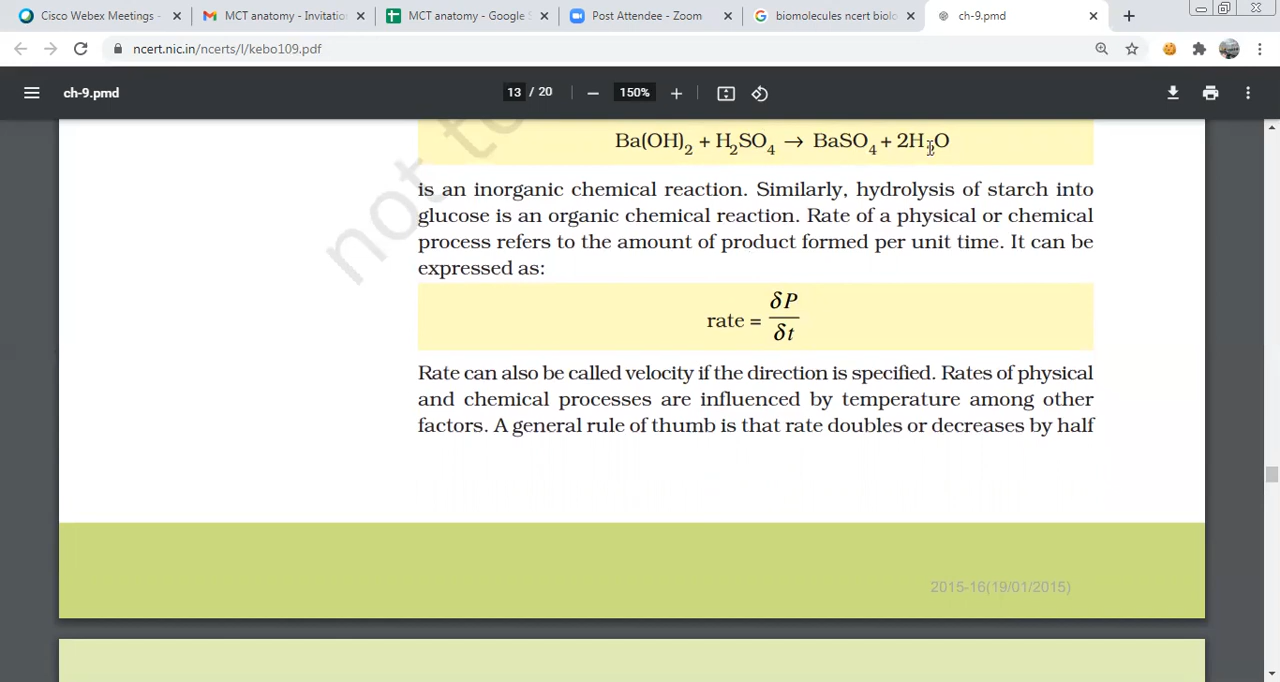 Cisco Webex Meetings -
MCT anatomy - Invitatio
MCT anatomy - Google S
Post Attendee - Zoom
biomolecules ncert biolo
ch-9.pmd
ncert.nic.in/ncerts/l/kebo109.pdf
ch-9.pmd
13 / 20
150%
Ba(OH)₂ + H₂SO₄ → BaSO₄ + 2H₂O
is an inorganic chemical reaction. Similarly, hydrolysis of starch into
glucose is an organic chemical reaction. Rate of a physical or chemical
process refers to the amount of product formed per unit time. It can be
expressed as:
rate = δP/δt
Rate can also be called velocity if the direction is specified. Rates of physical
and chemical processes are influenced by temperature among other
factors. A general rule of thumb is that rate doubles or decreases by half
not to
2015-16(19/01/2015)